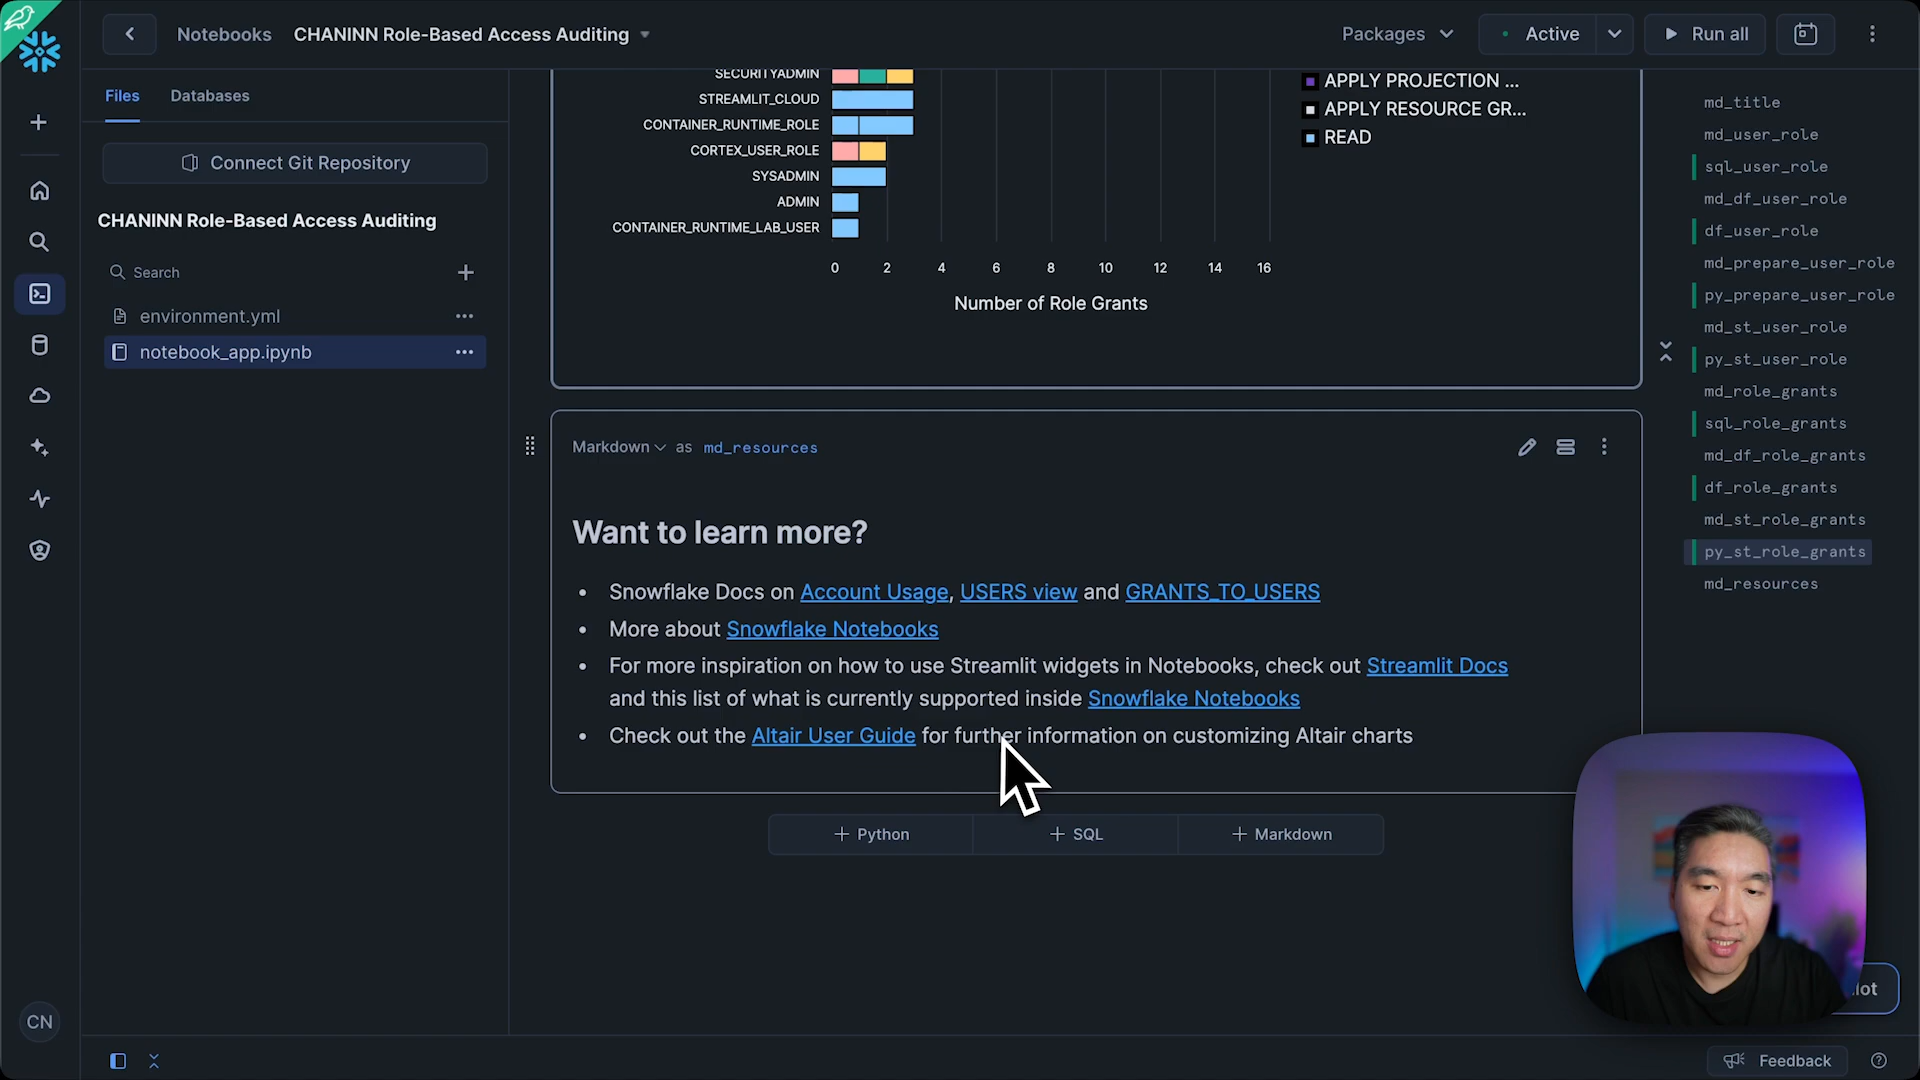 Notebooks CHANINN Role-Based Access Auditing
Packages Active Run all
Files Databases
Connect Git Repository
CHANINN Role-Based Access Auditing
Search
environment.yml
notebook_app.ipynb
SECURITYADMIN
STREAMLIT_CLOUD
CONTAINER_RUNTIME_ROLE
CORTEX_USER_ROLE
SYSADMIN
ADMIN
CONTAINER_RUNTIME_LAB_USER
0 2 4 6 8 10 12 14 16
Number of Role Grants
APPLY PROJECTION ...
APPLY RESOURCE GR...
READ
Markdown as md_resources
Want to learn more?
• Snowflake Docs on Account Usage, USERS view and GRANTS_TO_USERS
• More about Snowflake Notebooks
• For more inspiration on how to use Streamlit widgets in Notebooks, check out Streamlit Docs
and this list of what is currently supported inside Snowflake Notebooks
• Check out the Altair User Guide for further information on customizing Altair charts
+ Python + SQL + Markdown
md_title
md_user_role
sql_user_role
md_df_user_role
df_user_role
md_prepare_user_role
py_prepare_user_role
md_st_user_role
py_st_user_role
md_role_grants
sql_role_grants
md_df_role_grants
df_role_grants
md_st_role_grants
py_st_role_grants
md_resources
lot
CN
Feedback